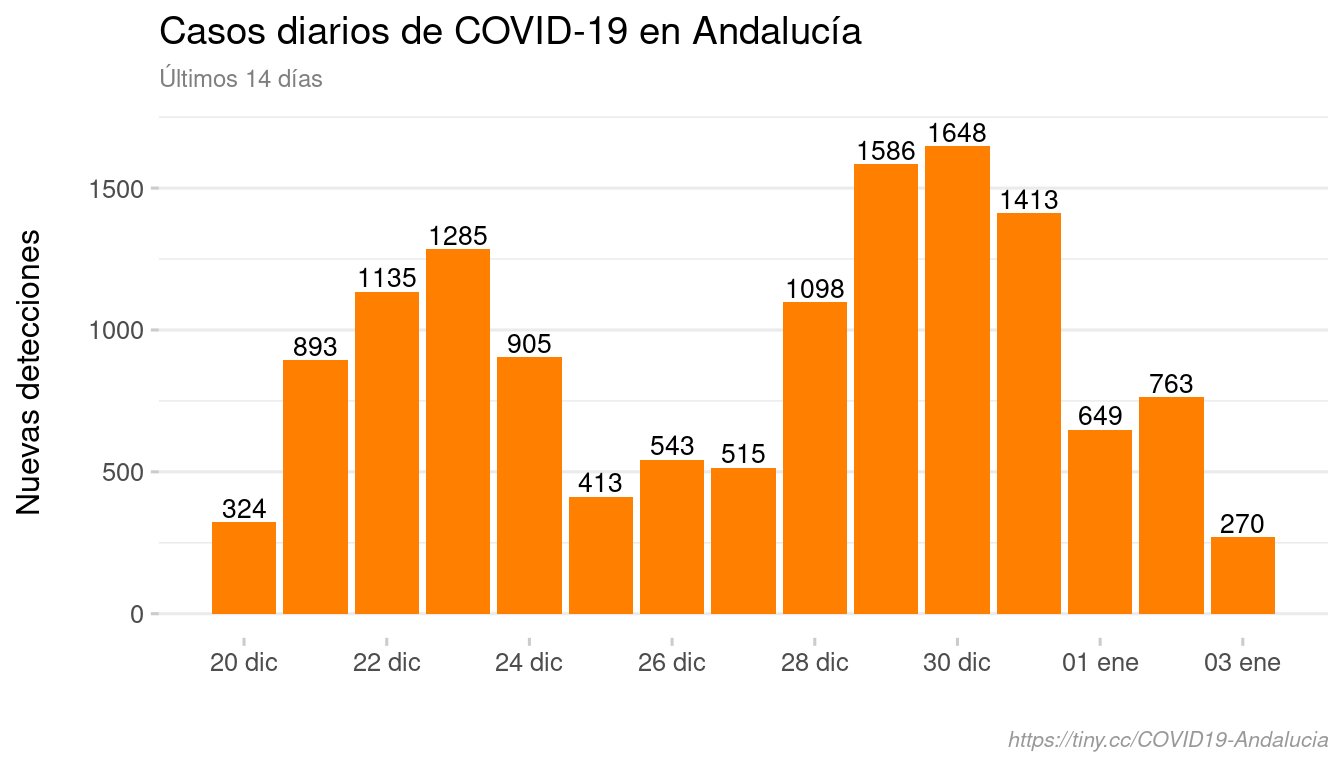 Casos diarios de COVID-19 en Andalucía
Últimos 14 días
Nuevas detecciones
1500
1000
500
0
324
893
1135
1285
905
413
543
515
1098
1586
1648
1413
649
763
270
20 dic
22 dic
24 dic
26 dic
28 dic
30 dic
01 ene
03 ene
https://tiny.cc/COVID19-Andalucia